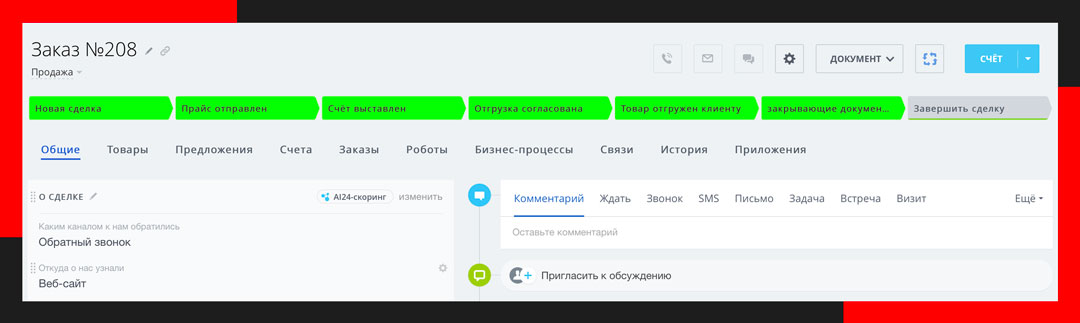 Заказ №208
Продажа
ДОКУМЕНТ
СЧЁТ
Новая сделка
Прайс отправлен
Счёт выставлен
Отгрузка согласована
Товар отгружен клиенту
закрывающие докумен...
Завершить сделку
Общие Товары Предложения Счета Заказы Роботы Бизнес-процессы Связи История Приложения
О СДЕЛКЕ
AI24-скоринг
изменить
Каким каналом к нам обратились
Обратный звонок
Откуда о нас узнали
Веб-сайт
Комментарий Ждать Звонок SMS Письмо Задача Встреча Визит Ещё
Оставьте комментарий
Пригласить к обсуждению